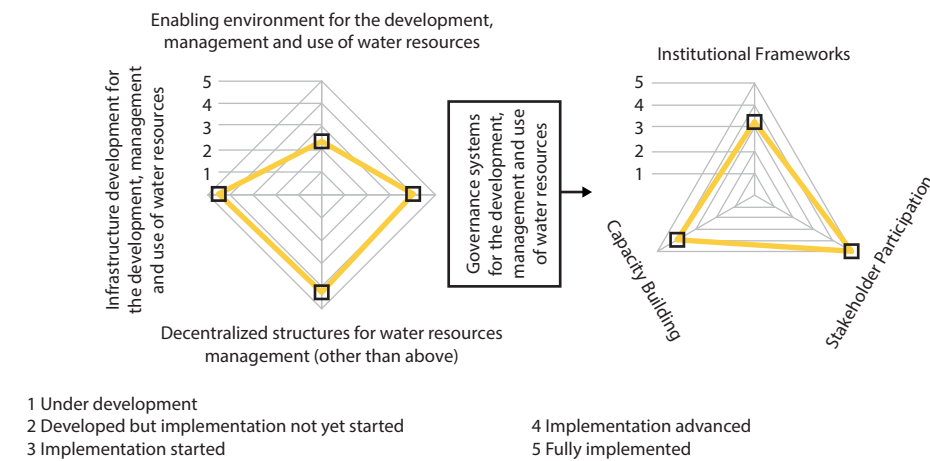 Enabling environment for the development,
management and use of water resources
Infrastructure development for
the development, management
and use of water resources
5
4
3
2
1
Governance systems
for the development,
management and use
of water resources
Decentralized structures for water resources
management (other than above)
Institutional Frameworks
5
4
3
2
1
Capacity Building
Stakeholder Participation
1 Under development
2 Developed but implementation not yet started
3 Implementation started
4 Implementation advanced
5 Fully implemented